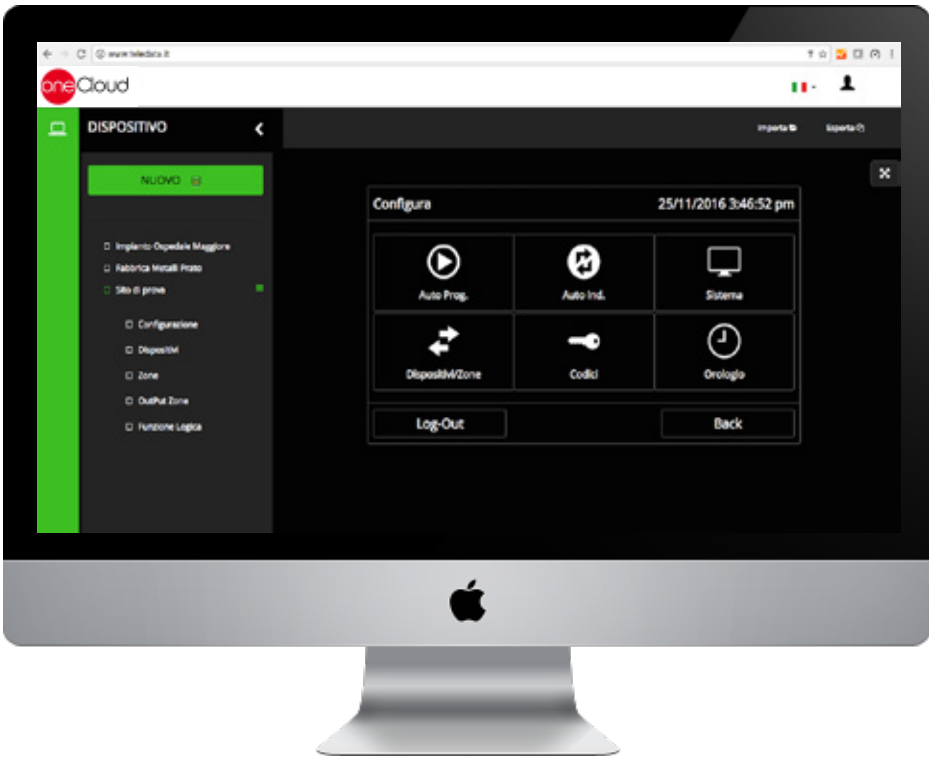 www.teledata.it
oneCloud
DISPOSITIVO
Importa
Esporta
NUOVO
Configura 25/11/2016 3:46:52 pm
Impianto Ospedale Maggiore
Fabbrica Metalli Prato
Sito di prova
Auto Prog. Auto Ind. Sistema
Configurazione
Dispositivi
Zone
OutPut Zone
Funzione Logica
Dispositivi/Zone Codici Orologio
Log-Out Back